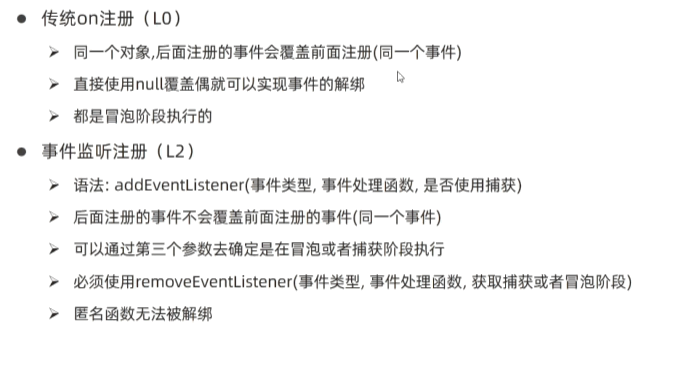 ● 传统on注册（L0）
➢ 同一个对象,后面注册的事件会覆盖前面注册(同一个事件)
➢ 直接使用null覆盖偶就可以实现事件的解绑
➢ 都是冒泡阶段执行的
● 事件监听注册（L2）
➢ 语法: addEventListener(事件类型, 事件处理函数, 是否使用捕获)
➢ 后面注册的事件不会覆盖前面注册的事件(同一个事件)
➢ 可以通过第三个参数去确定是在冒泡或者捕获阶段执行
➢ 必须使用removeEventListener(事件类型, 事件处理函数, 获取捕获或者冒泡阶段)
➢ 匿名函数无法被解绑